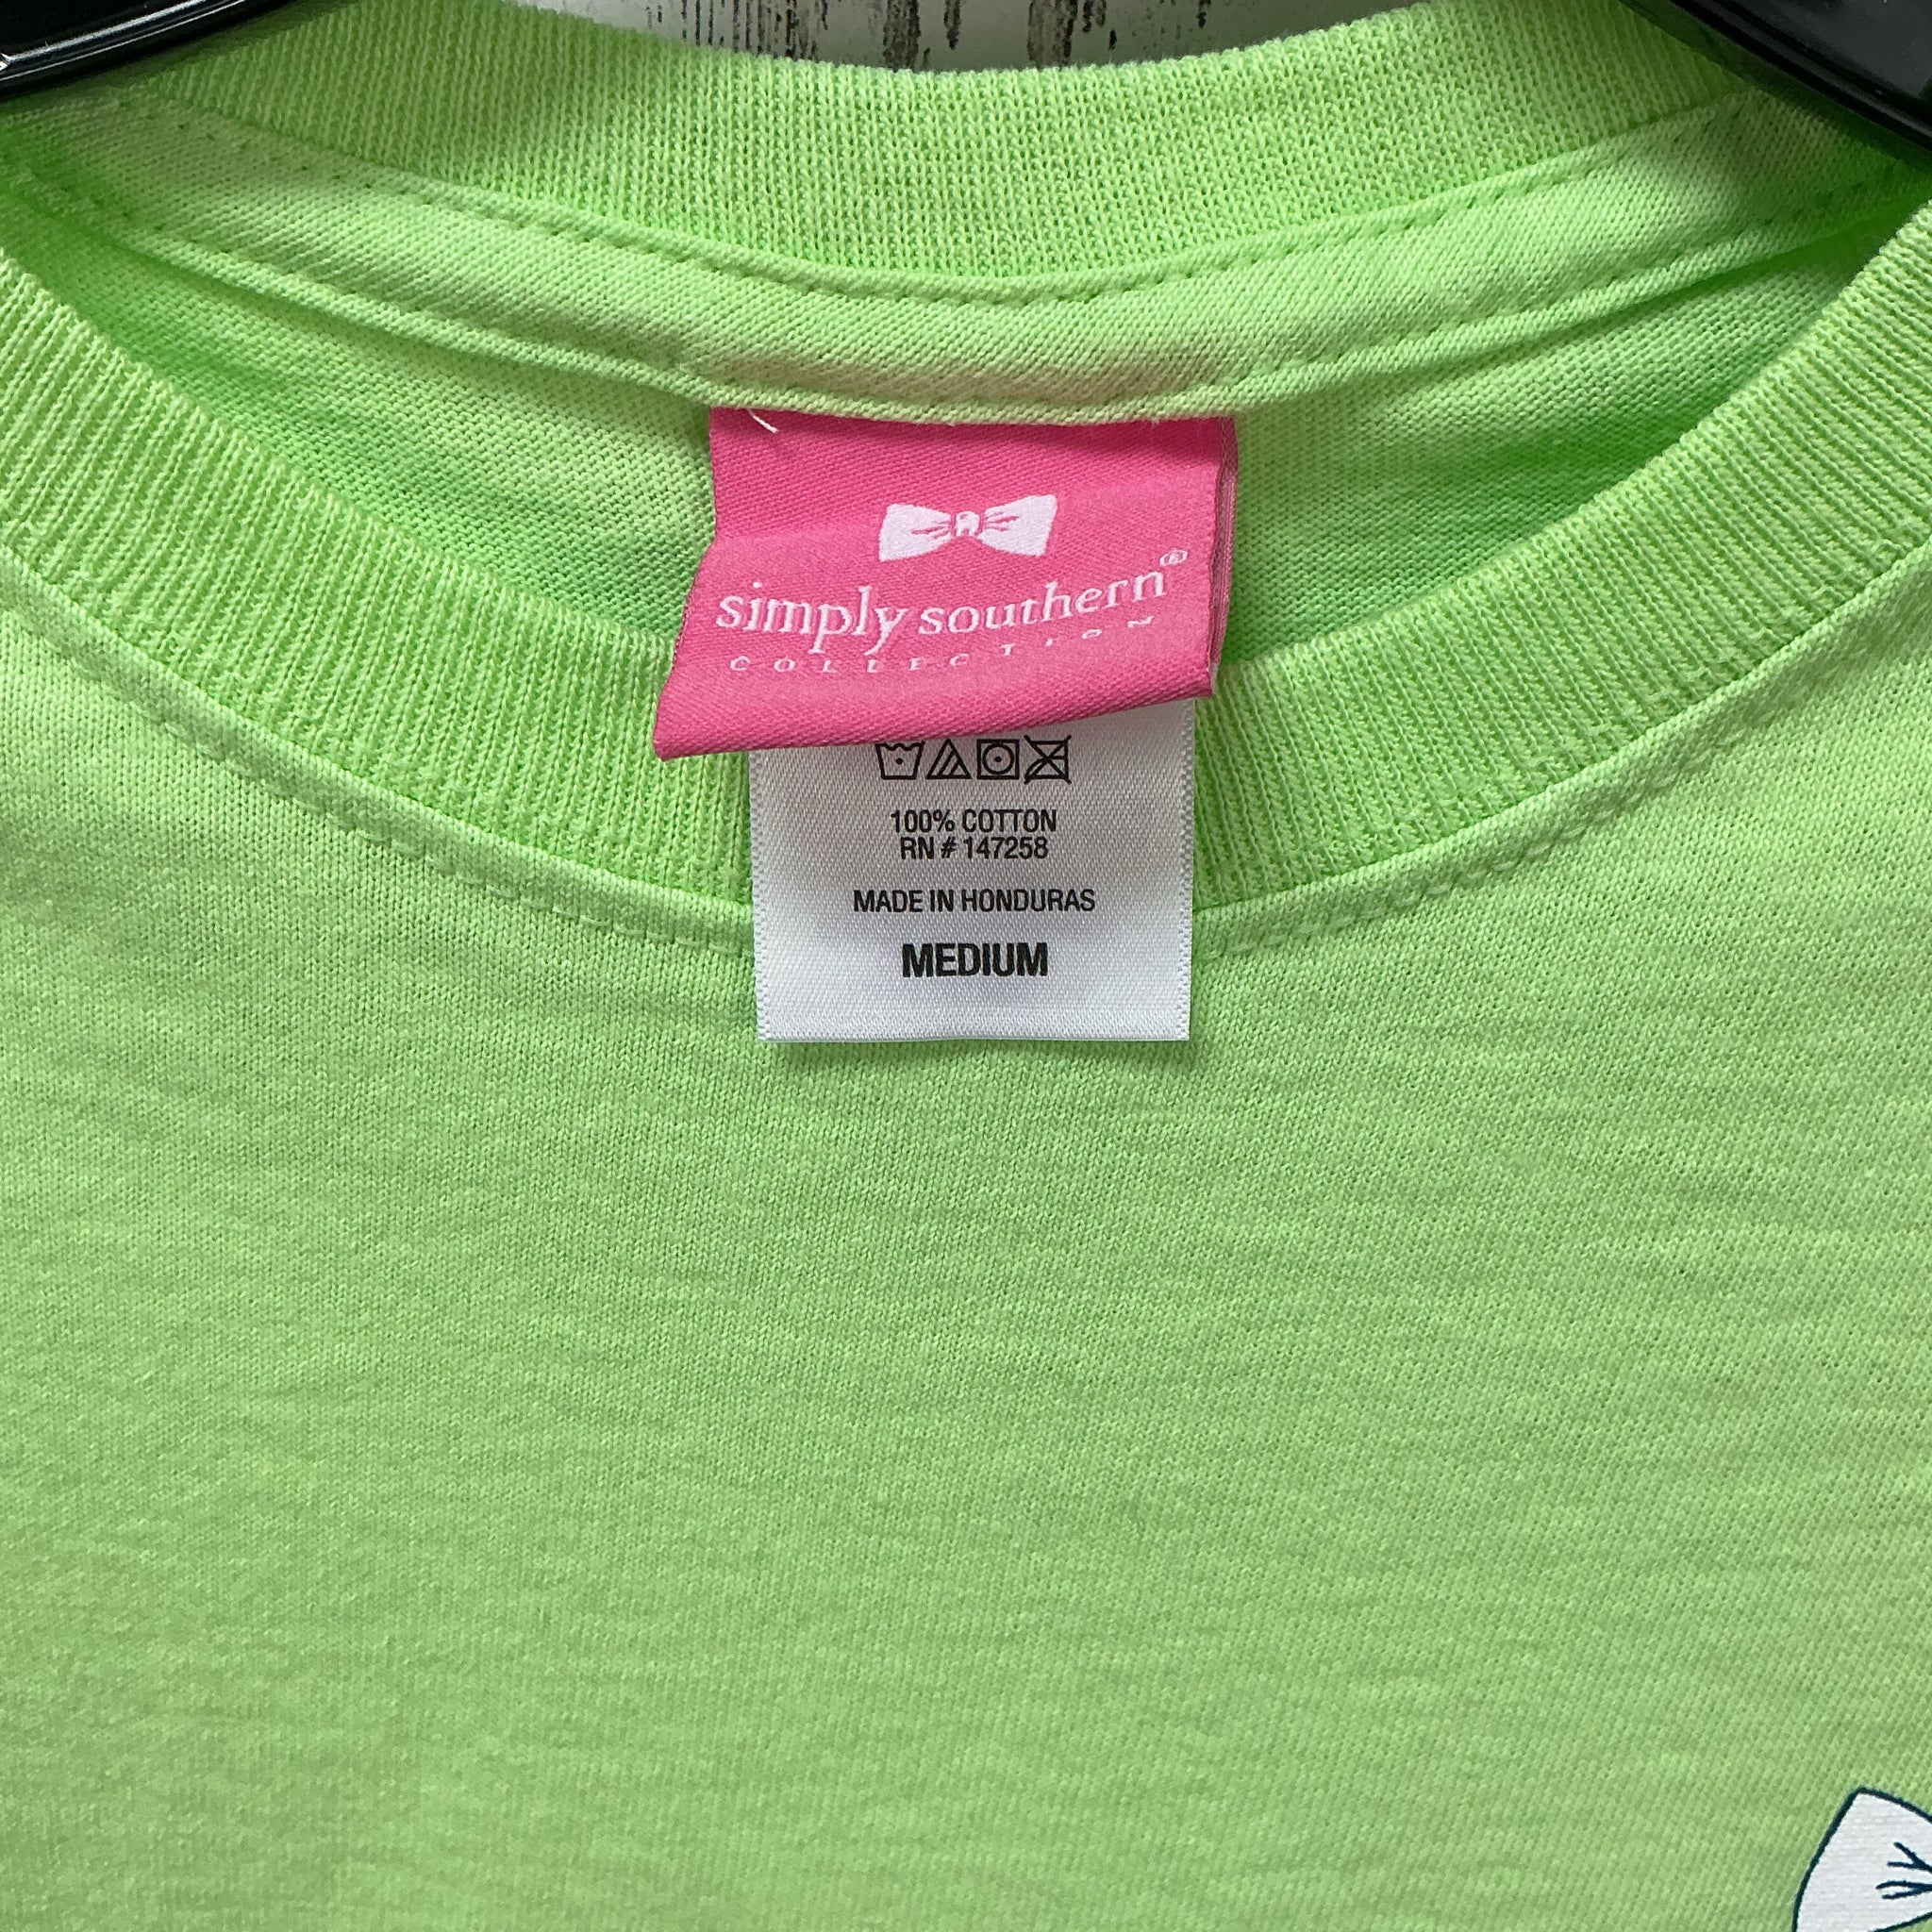 simply southern®
COLLECTION
100% COTTON
RN # 147258
MADE IN HONDURAS
MEDIUM